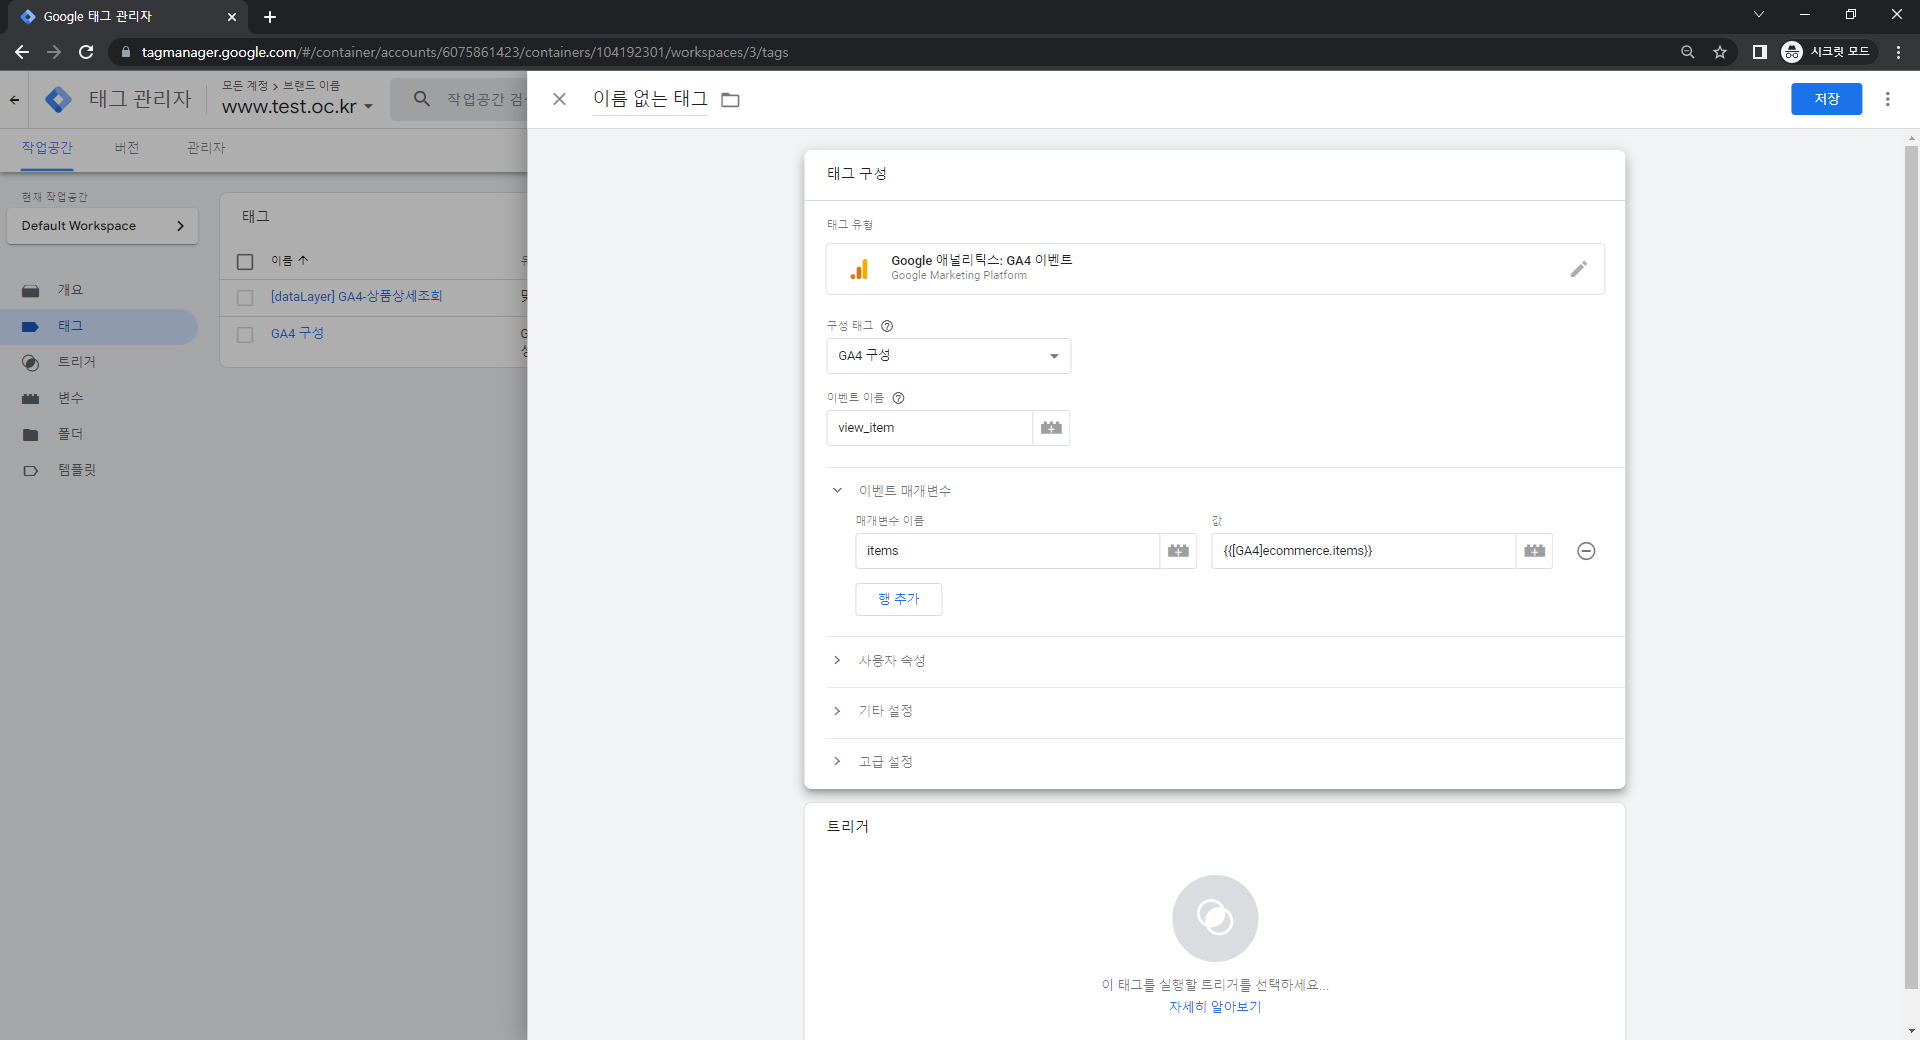 Google 태그 관리자
tagmanager.google.com/#/container/accounts/6075861423/containers/104192301/workspaces/3/tags
시크릿 모드
태그 관리자
모든 계정 > 브랜드 이름
www.test.oc.kr
작업공간 검
이름 없는 태그
저장
작업공간
버전
관리자
현재 작업공간
Default Workspace
개요
태그
트리거
변수
폴더
템플릿
태그
이름
[dataLayer] GA4-상품상세조회
GA4 구성
태그 구성
태그 유형
Google 애널리틱스: GA4 이벤트
Google Marketing Platform
구성 태그
GA4 구성
이벤트 이름
view_item
이벤트 매개변수
매개변수 이름
값
items
{{[GA4]ecommerce.items}}
행 추가
사용자 속성
기타 설정
고급 설정
트리거
이 태그를 실행할 트리거를 선택하세요...
자세히 알아보기